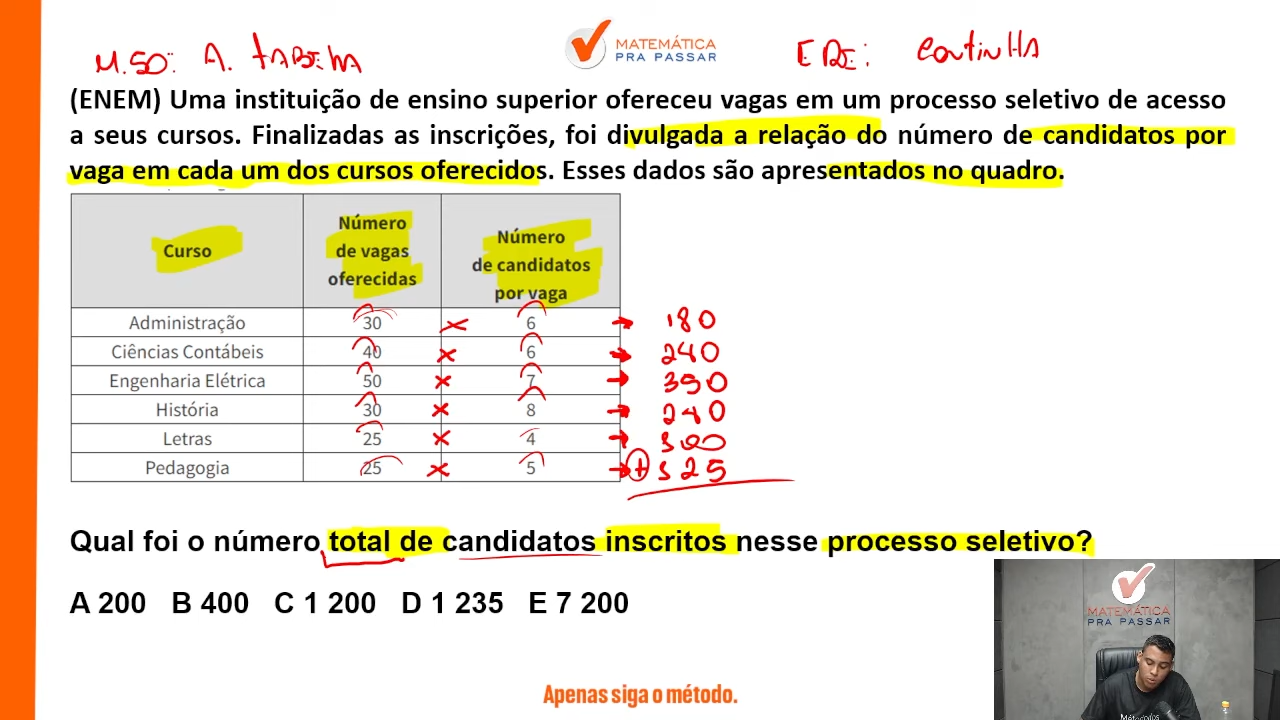 M.SO: A. TABELA
MATEMÁTICA
PRA PASSAR
(ENEM) Uma instituição de ensino superior ofereceu vagas em um processo seletivo de acesso
a seus cursos. Finalizadas as inscrições, foi divulgada a relação do número de candidatos por
vaga em cada um dos cursos oferecidos. Esses dados são apresentados no quadro.
Curso Número de vagas oferecidas Número de candidatos por vaga
Administração 30 × 6 → 180
Ciências Contábeis 40 × 6 → 240
Engenharia Elétrica 50 × 7 → 350
História 30 × 8 → 240
Letras 25 × 4 → 100
Pedagogia 25 × 5 → + 125
Qual foi o número total de candidatos inscritos nesse processo seletivo?
A 200 B 400 C 1 200 D 1 235 E 7 200
MATEMÁTICA
PRA PASSAR
Apenas siga o método.